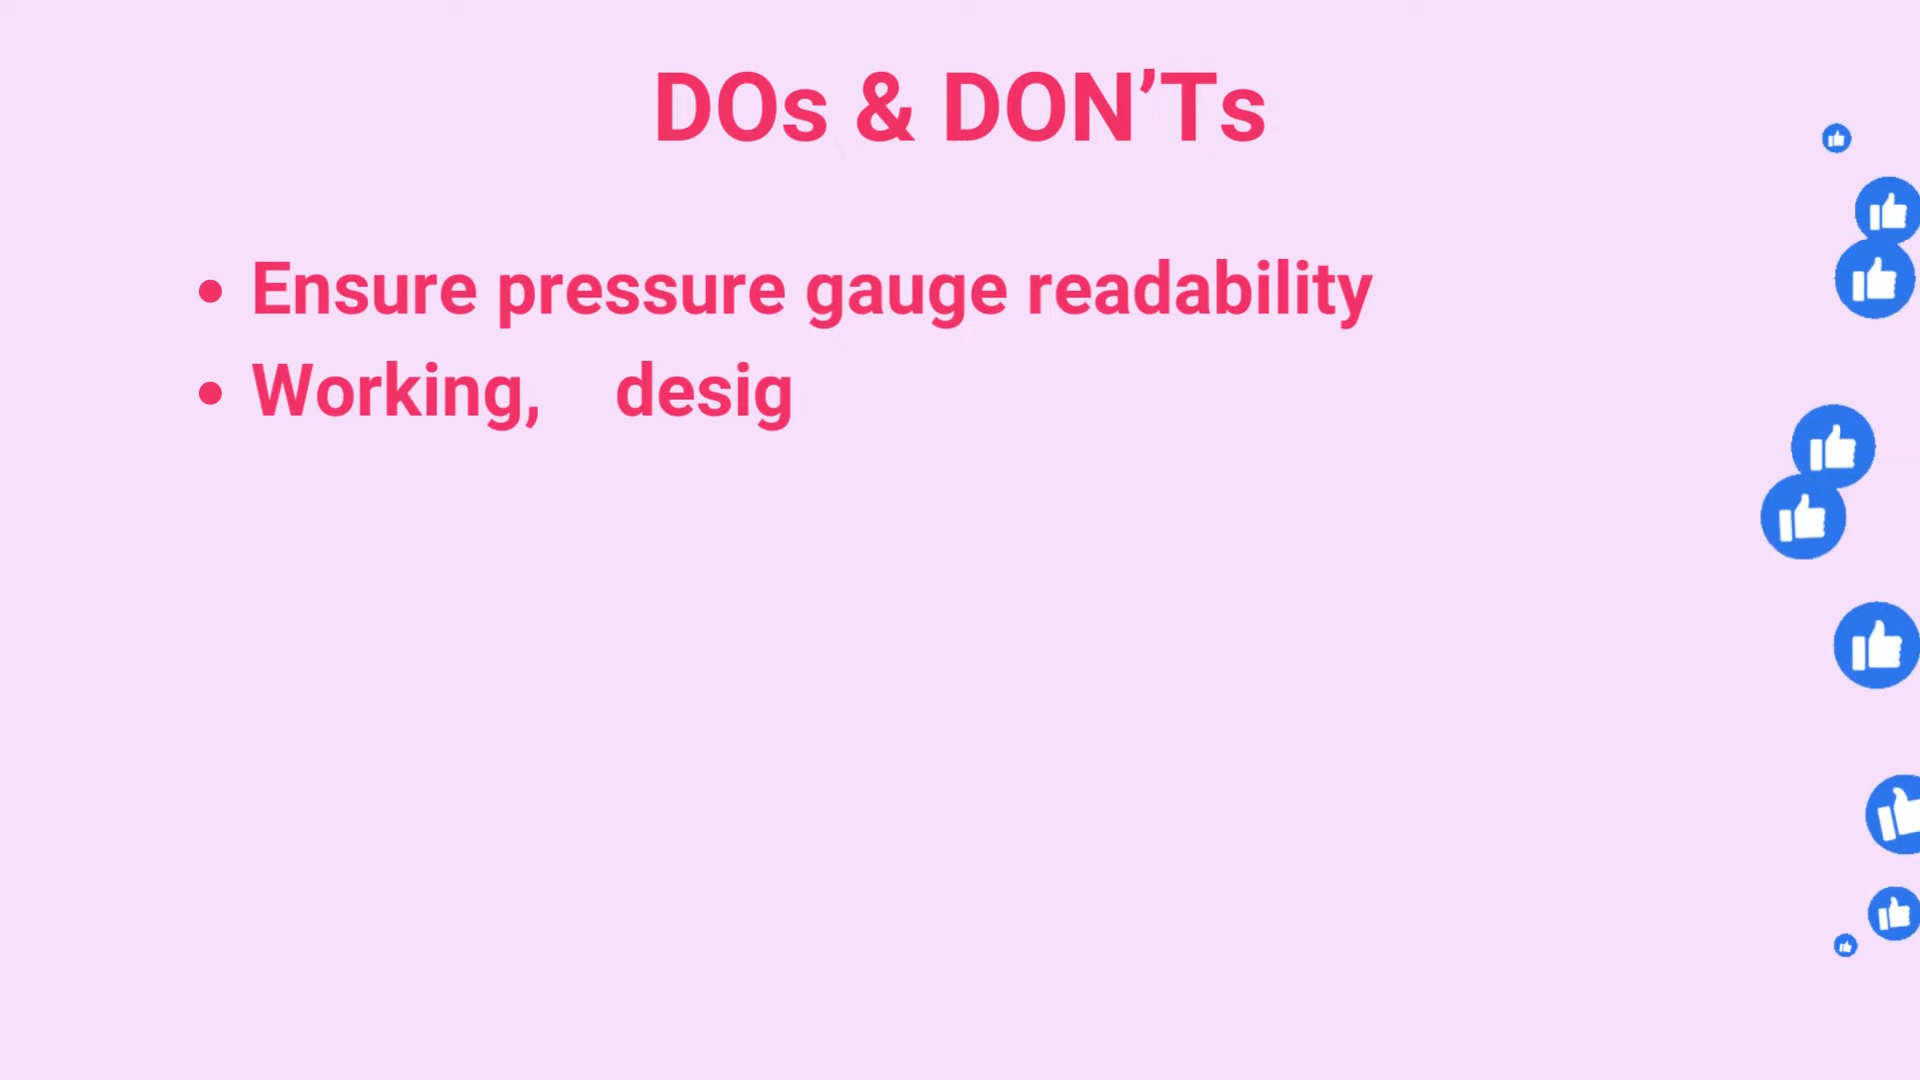 DOs & DON’Ts
• Ensure pressure gauge readability
• Working, desig